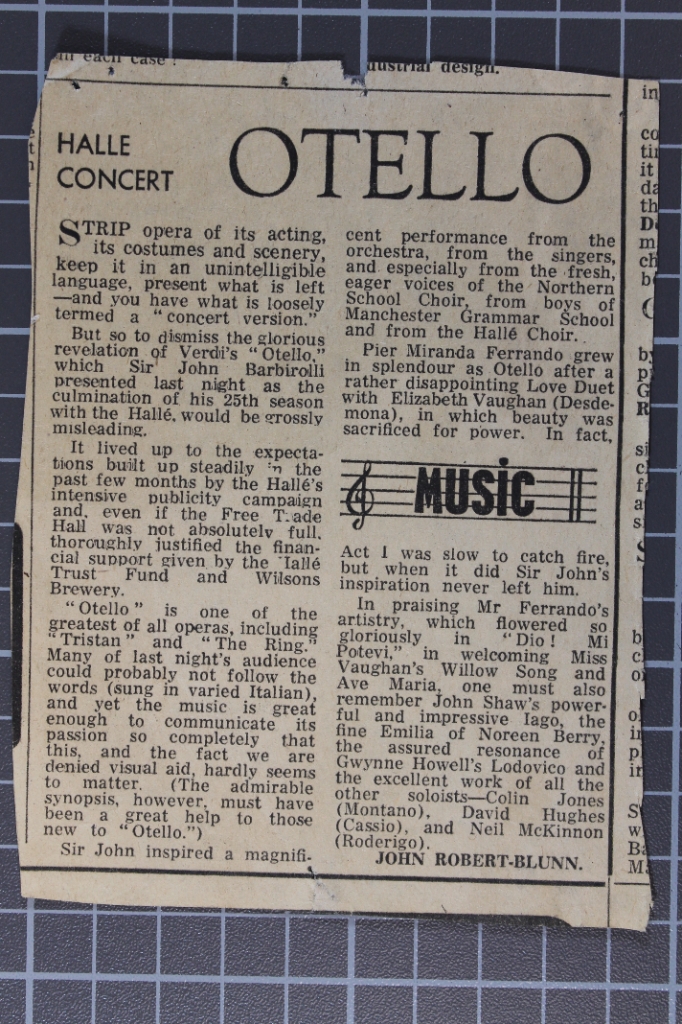 in each case !
dustrial design.
HALLE
CONCERT
OTELLO
STRIP opera of its acting,
its costumes and scenery,
keep it in an unintelligible
language, present what is left
—and you have what is loosely
termed a "concert version."
But so to dismiss the glorious
revelation of Verdi's "Otello,"
which Sir John Barbirolli
presented last night as the
culmination of his 25th season
with the Hallé, would be grossly
misleading.
It lived up to the expecta-
tions built up steadily in the
past few months by the Hallé's
intensive publicity campaign
and, even if the Free Trade
Hall was not absolutely full,
thoroughly justified the finan-
cial support given by the Hallé
Trust Fund and Wilsons
Brewery.
"Otello" is one of the
greatest of all operas, including
"Tristan" and "The Ring."
Many of last night's audience
could probably not follow the
words (sung in varied Italian),
and yet the music is great
enough to communicate its
passion so completely that
this, and the fact we are
denied visual aid, hardly seems
to matter. (The admirable
synopsis, however, must have
been a great help to those
new to "Otello.")
Sir John inspired a magnifi-
cent performance from the
orchestra, from the singers,
and especially from the fresh,
eager voices of the Northern
School Choir, from boys of
Manchester Grammar School
and from the Hallé Choir.
Pier Miranda Ferrando grew
in splendour as Otello after a
rather disappointing Love Duet
with Elizabeth Vaughan (Desde-
mona), in which beauty was
sacrificed for power. In fact,
MUSiC
Act I was slow to catch fire,
but when it did Sir John's
inspiration never left him.
In praising Mr Ferrando's
artistry, which flowered so
gloriously in "Dio! Mi
Potevi," in welcoming Miss
Vaughan's Willow Song and
Ave Maria, one must also
remember John Shaw's power-
ful and impressive Iago, the
fine Emilia of Noreen Berry,
the assured resonance of
Gwynne Howell's Lodovico and
the excellent work of all the
other soloists—Colin Jones
(Montano), David Hughes
(Cassio), and Neil McKinnon
(Roderigo).
JOHN ROBERT-BLUNN.